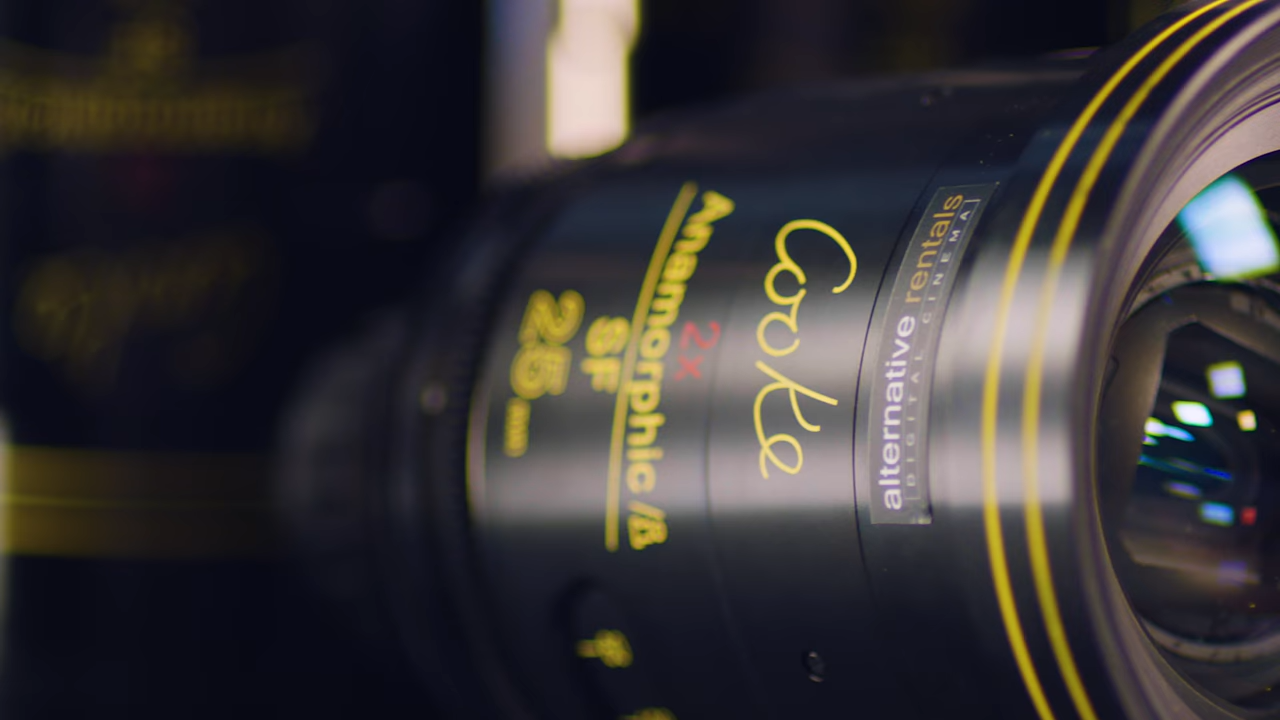 Cooke
2x
Anamorphic /i
SF
25mm
alternative rentals
[DIGITAL CINEMA]